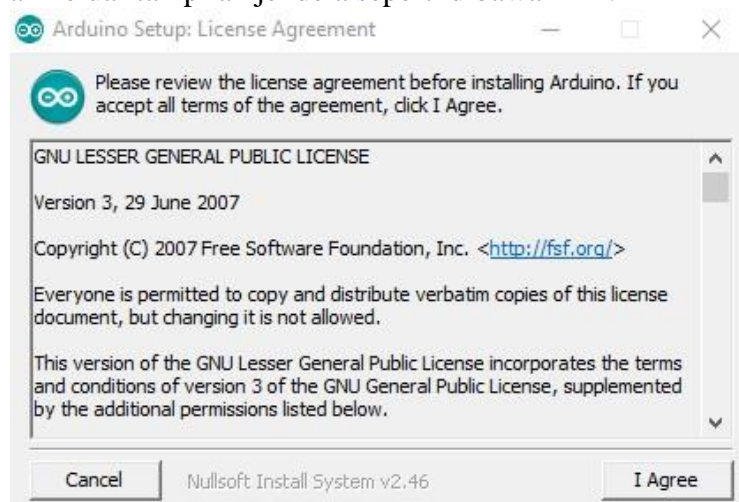 Arduino Setup: License Agreement
Please review the license agreement before installing Arduino. If you
accept all terms of the agreement, click I Agree.
GNU LESSER GENERAL PUBLIC LICENSE
Version 3, 29 June 2007
Copyright (C) 2007 Free Software Foundation, Inc. <http://fsf.org/>
Everyone is permitted to copy and distribute verbatim copies of this license
document, but changing it is not allowed.
This version of the GNU Lesser General Public License incorporates the terms
and conditions of version 3 of the GNU General Public License, supplemented
by the additional permissions listed below.
Cancel
Nullsoft Install System v2.46
I Agree